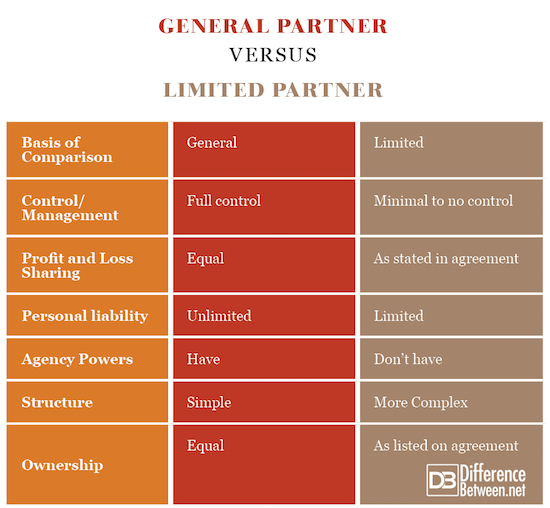 GENERAL PARTNER
VERSUS
LIMITED PARTNER
Basis of
Comparison
General
Limited
Control/
Management
Full control
Minimal to no control
Profit and Loss
Sharing
Equal
As stated in agreement
Personal liability
Unlimited
Limited
Agency Powers
Have
Don’t have
Structure
Simple
More Complex
Ownership
Equal
As listed on agreement
DB Difference
Between.net